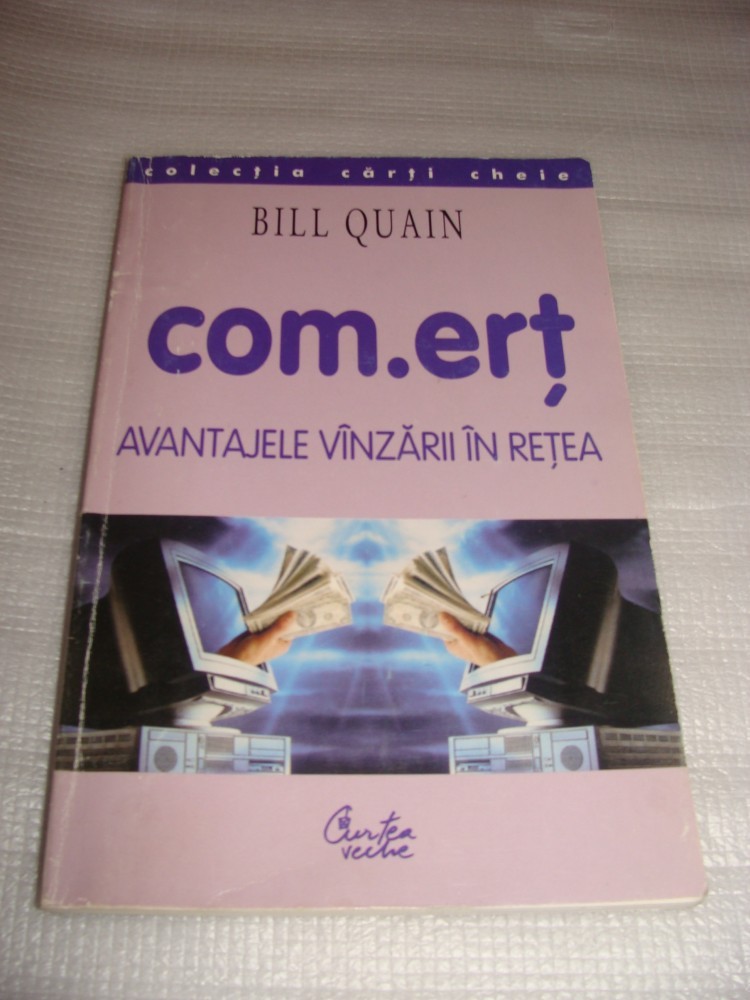 colecția cărți cheie
BILL QUAIN
com.erț
AVANTAJELE VÎNZĂRII ÎN REȚEA
Curtea
veche